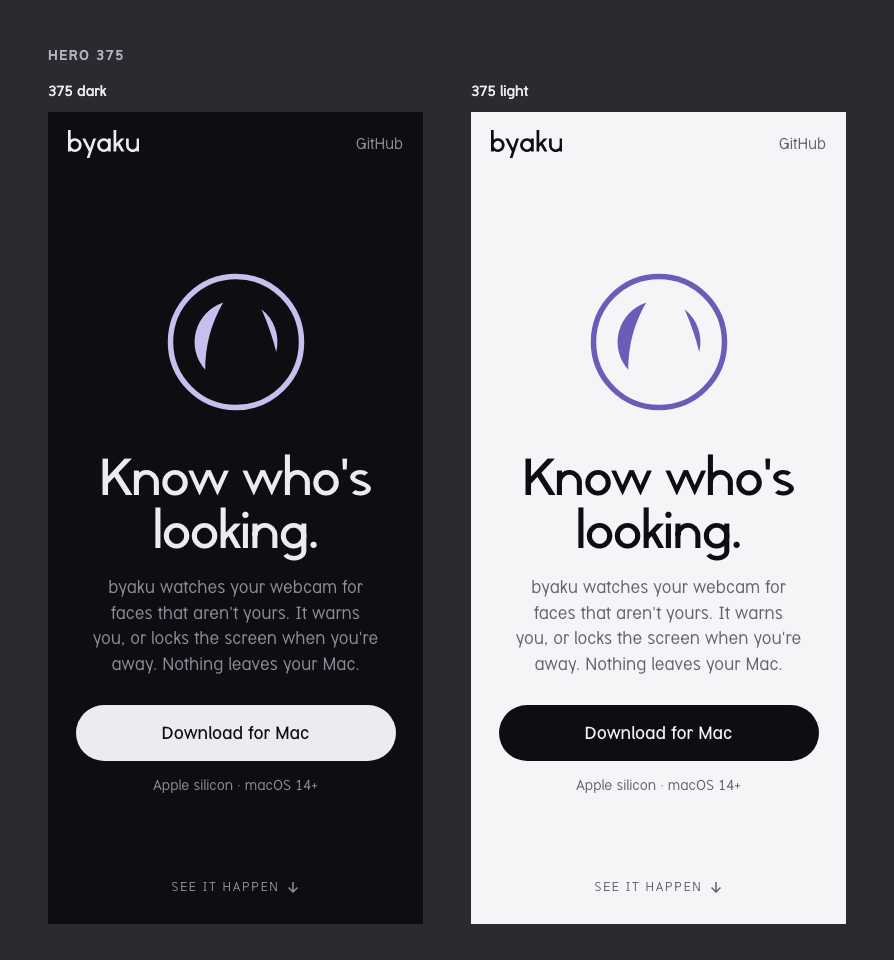 HERO 375
375 dark
byaku
GitHub
Know who's
looking.
byaku watches your webcam for
faces that aren't yours. It warns
you, or locks the screen when you're
away. Nothing leaves your Mac.
Download for Mac
Apple silicon · macOS 14+
SEE IT HAPPEN ↓
375 light
byaku
GitHub
Know who's
looking.
byaku watches your webcam for
faces that aren't yours. It warns
you, or locks the screen when you're
away. Nothing leaves your Mac.
Download for Mac
Apple silicon · macOS 14+
SEE IT HAPPEN ↓